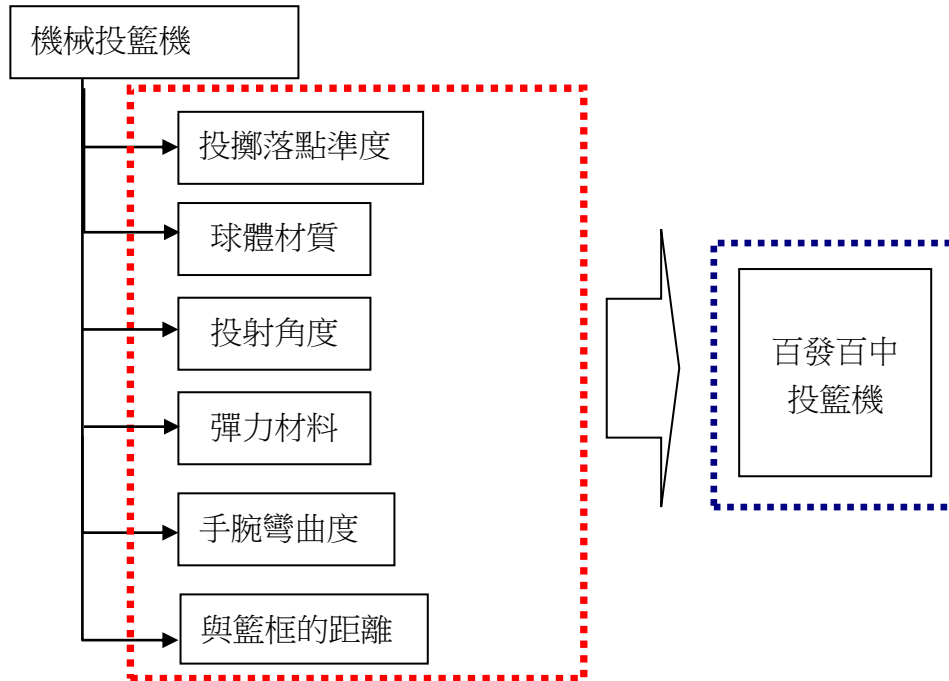 機械投籃機
投擲落點準度
球體材質
投射角度
彈力材料
手腕彎曲度
與籃框的距離
百發百中
投籃機